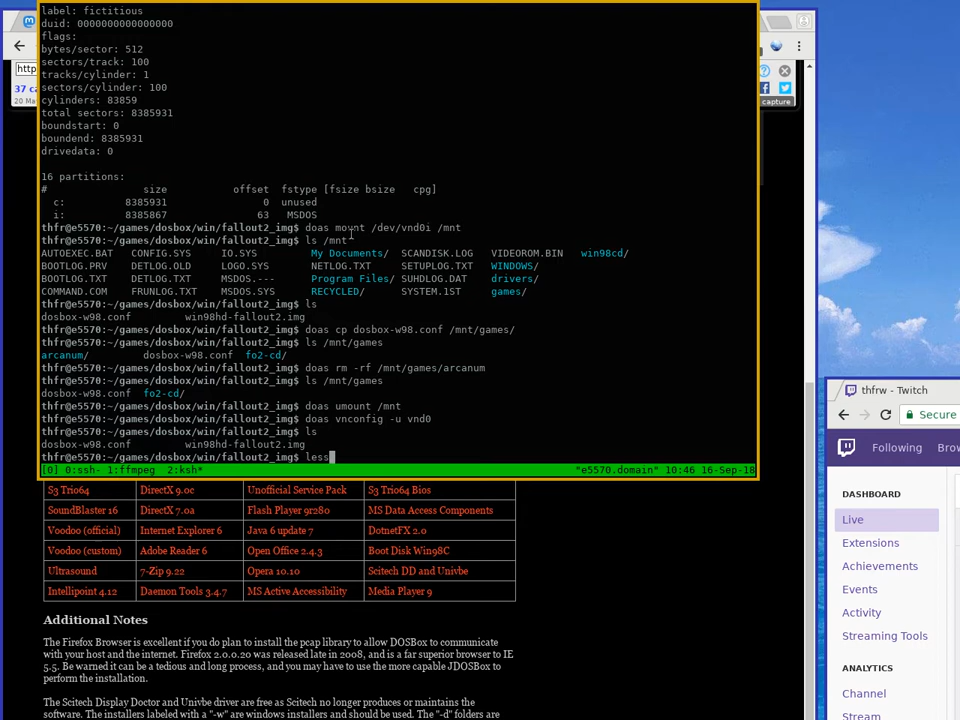 label: fictitious
duid: 0000000000000000
flags:
bytes/sector: 512
sectors/track: 100
tracks/cylinder: 1
sectors/cylinder: 100
cylinders: 83859
total sectors: 8385931
boundstart: 0
boundend: 8385931
drivedata: 0
16 partitions:
# size offset fstype [fsize bsize cpg]
c: 8385931 0 unused
i: 8385867 63 MSDOS
thfr@e5570:~/games/dosbox/win/fallout2_img$ doas mount /dev/vnd0i /mnt
thfr@e5570:~/games/dosbox/win/fallout2_img$ ls /mnt
AUTOEXEC.BAT CONFIG.SYS IO.SYS My Documents/ SCANDISK.LOG VIDEOROM.BIN win98cd/
BOOTLOG.PRV DETLOG.OLD LOGO.SYS NETLOG.TXT SETUPLOG.TXT WINDOWS/
BOOTLOG.TXT DETLOG.TXT MSDOS.--- Program Files/ SUHDLOG.DAT drivers/
COMMAND.COM FRUNLOG.TXT MSDOS.SYS RECYCLED/ SYSTEM.1ST games/
thfr@e5570:~/games/dosbox/win/fallout2_img$ ls
dosbox-w98.conf win98hd-fallout2.img
thfr@e5570:~/games/dosbox/win/fallout2_img$ doas cp dosbox-w98.conf /mnt/games/
thfr@e5570:~/games/dosbox/win/fallout2_img$ ls /mnt/games
arcanum/ dosbox-w98.conf fo2-cd/
thfr@e5570:~/games/dosbox/win/fallout2_img$ doas rm -rf /mnt/games/arcanum
thfr@e5570:~/games/dosbox/win/fallout2_img$ ls /mnt/games
dosbox-w98.conf fo2-cd/
thfr@e5570:~/games/dosbox/win/fallout2_img$ doas umount /mnt
thfr@e5570:~/games/dosbox/win/fallout2_img$ doas vnconfig -u vnd0
thfr@e5570:~/games/dosbox/win/fallout2_img$ ls
dosbox-w98.conf win98hd-fallout2.img
thfr@e5570:~/games/dosbox/win/fallout2_img$ less
[0] 0:ssh- 1:ffmpeg 2:ksh* "e5570.domain" 10:46 16-Sep-18
http
37 ca
20 Ma
capture
S3 Trio64 DirectX 9.0c Unofficial Service Pack S3 Trio64 Bios
SoundBlaster 16 DirectX 7.0a Flash Player 9r280 MS Data Access Components
Voodoo (official) Internet Explorer 6 Java 6 update 7 DotnetFX 2.0
Voodoo (custom) Adobe Reader 6 Open Office 2.4.3 Boot Disk Win98C
Ultrasound 7-Zip 9.22 Opera 10.10 Scitech DD and Univbe
Intellipoint 4.12 Daemon Tools 3.4.7 MS Active Accessibility Media Player 9
Additional Notes
The Firefox Browser is excellent if you do plan to install the pcap library to allow DOSBox to communicate
with your host and the internet. Firefox 2.0.0.20 was released late in 2008, and is a far superior browser to IE
5.5. Be warned it can be a tedious and long process, and you may have to use the more capable JDOSBox to
perform the installation.
The Scitech Display Doctor and Univbe driver are free as Scitech no longer produces or maintains the
software. The installers labeled with a "-w" are windows installers and should be used. The "-d" folders are
thfrw - Twitch
Secure
Following Brow
DASHBOARD
Live
Extensions
Achievements
Events
Activity
Streaming Tools
ANALYTICS
Channel
Stream